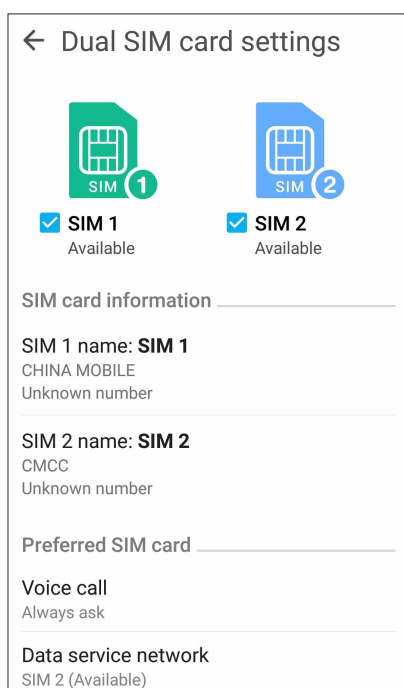 Dual SIM card settings
SIM 1
SIM 2
SIM 1
SIM 2
Available
Available
SIM card information
SIM 1 name: SIM 1
CHINA MOBILE
Unknown number
SIM 2 name: SIM 2
CMCC
Unknown number
Preferred SIM card
Voice call
Always ask
Data service network
SIM 2 (Available)